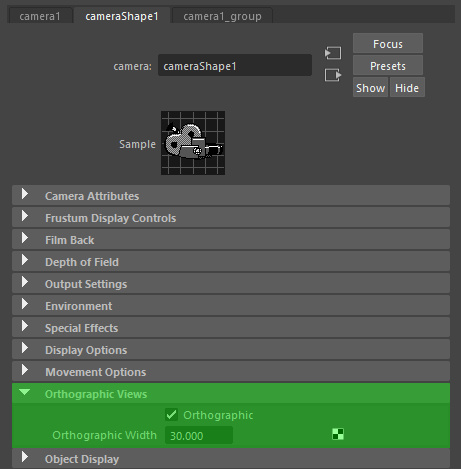 camera1 cameraShape1 camera1_group
camera: cameraShape1
Focus
Presets
Show Hide
Sample
Camera Attributes
Frustum Display Controls
Film Back
Depth of Field
Output Settings
Environment
Special Effects
Display Options
Movement Options
Orthographic Views
Orthographic
Orthographic Width 30.000
Object Display